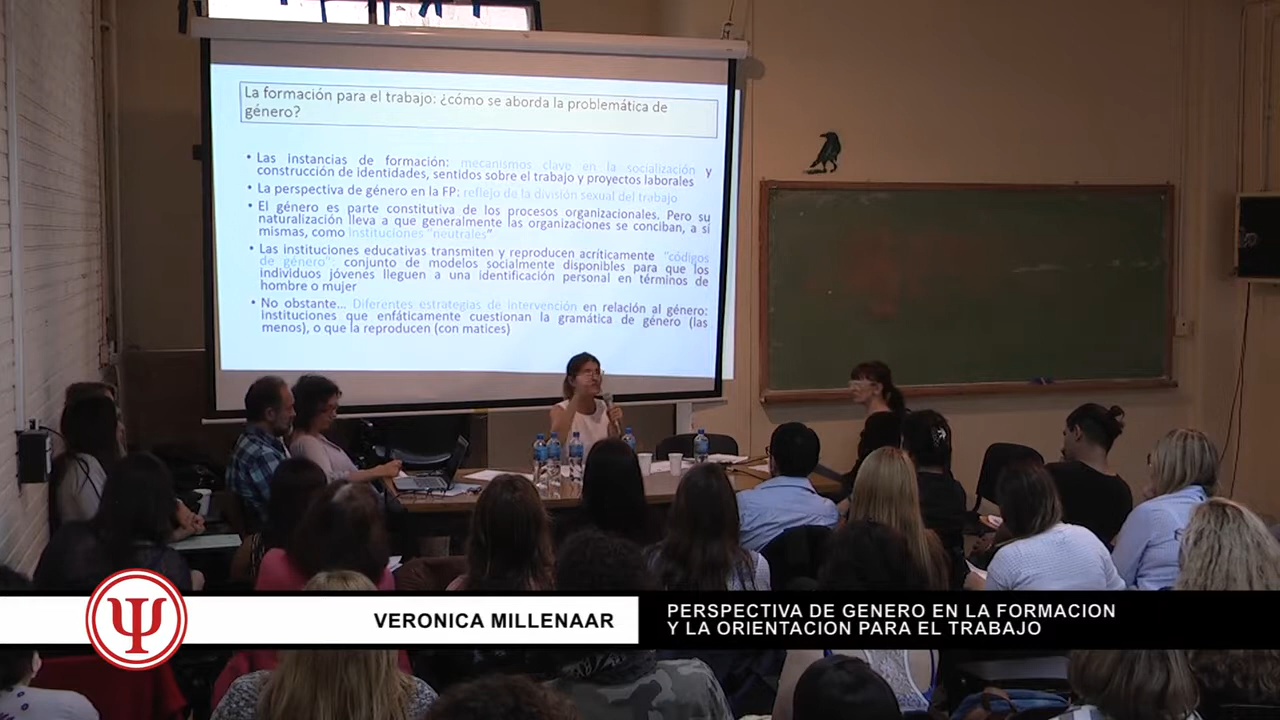 La formación para el trabajo: ¿cómo se aborda la problemática de
género?
• Las instancias de formación: mecanismos clave en la socialización y
construcción de identidades, sentidos sobre el trabajo y proyectos laborales
• La perspectiva de género en la FP: reflejo de la división sexual del trabajo
• El género es parte constitutiva de los procesos organizacionales. Pero su
naturalización lleva a que generalmente las organizaciones se conciban, a sí
mismas, como instituciones "neutrales"
• Las instituciones educativas transmiten y reproducen acríticamente "códigos
de género": conjunto de modelos socialmente disponibles para que los
individuos jóvenes lleguen a una identificación personal en términos de
hombre o mujer
• No obstante... Diferentes estrategias de intervención en relación al género:
instituciones que enfáticamente cuestionan la gramática de género (las
menos), o que la reproducen (con matices)
Ψ
VERONICA MILLENAAR
PERSPECTIVA DE GENERO EN LA FORMACION
Y LA ORIENTACION PARA EL TRABAJO